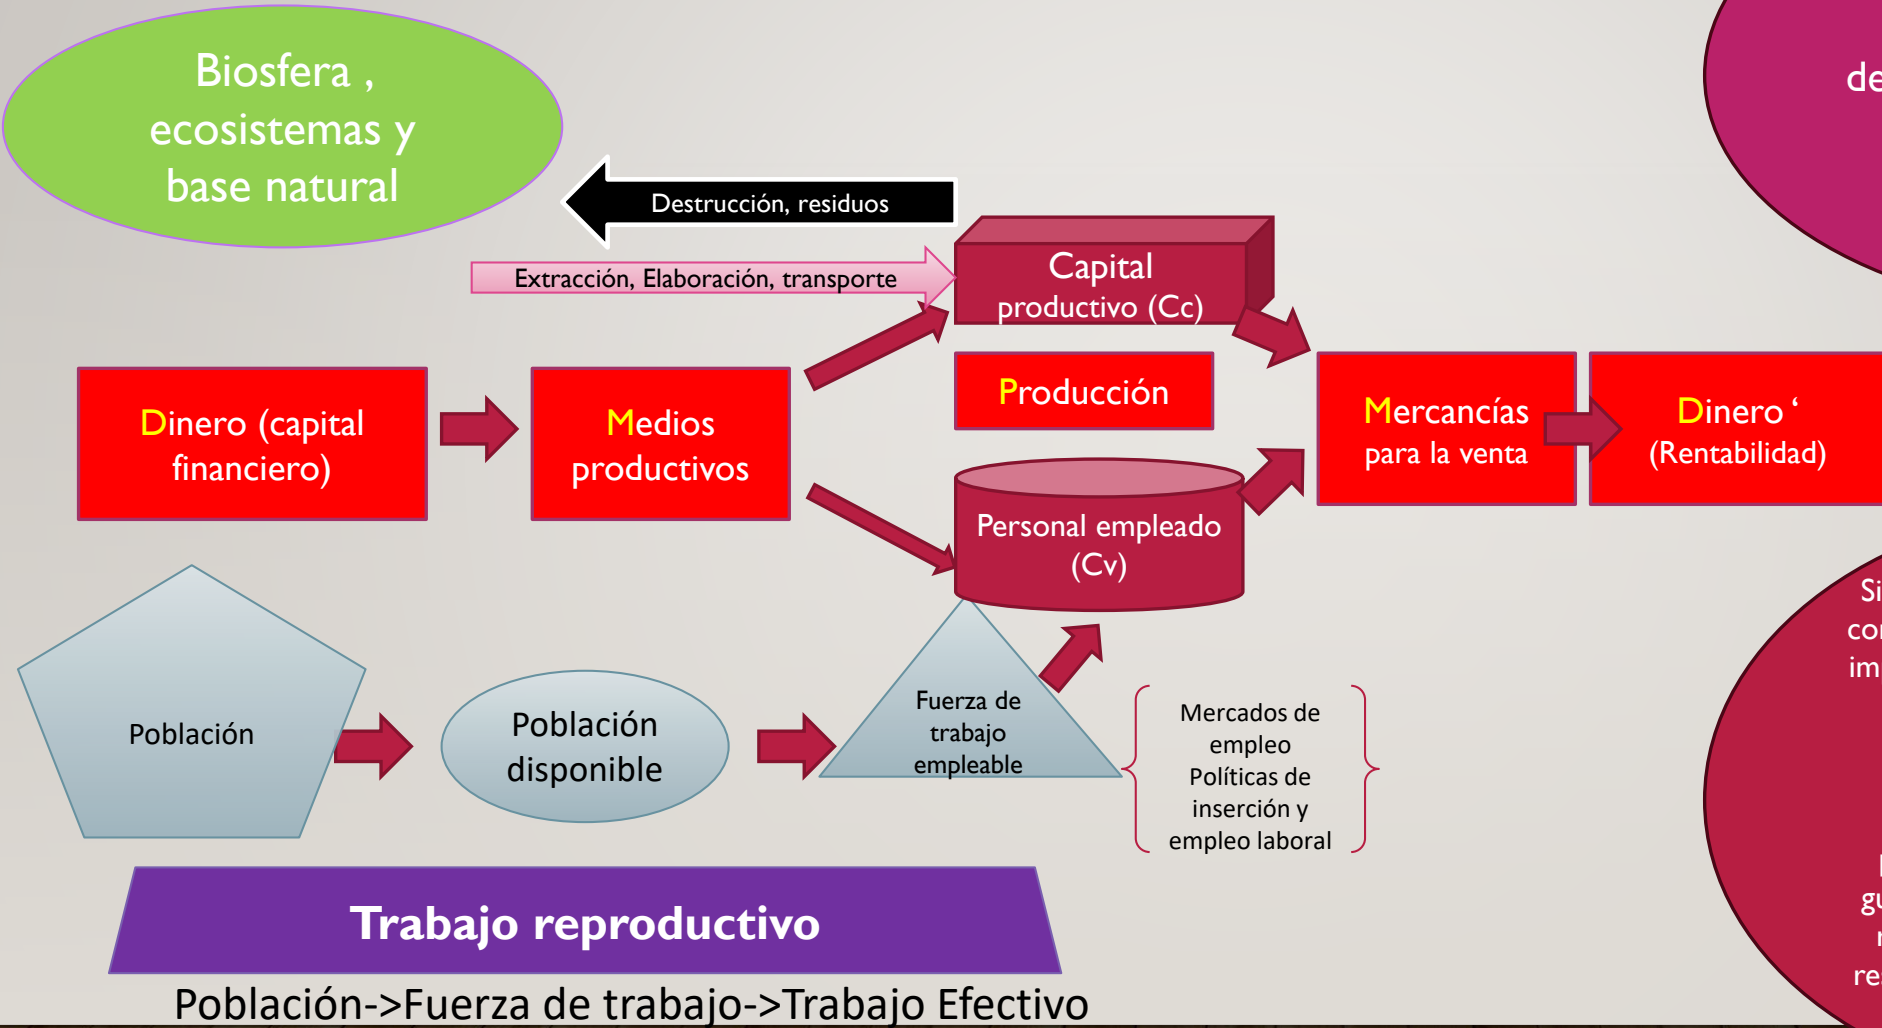 Biosfera ,
ecosistemas y
base natural
Destrucción, residuos
Extracción, Elaboración, transporte
Capital
productivo (Cc)
Dinero (capital
financiero)
Medios
productivos
Producción
Mercancías
para la venta
Dinero ‘
(Rentabilidad)
Personal empleado
(Cv)
Población
Población
disponible
Fuerza de
trabajo
empleable
Mercados de
empleo
Políticas de
inserción y
empleo laboral
Trabajo reproductivo
Población->Fuerza de trabajo->Trabajo Efectivo